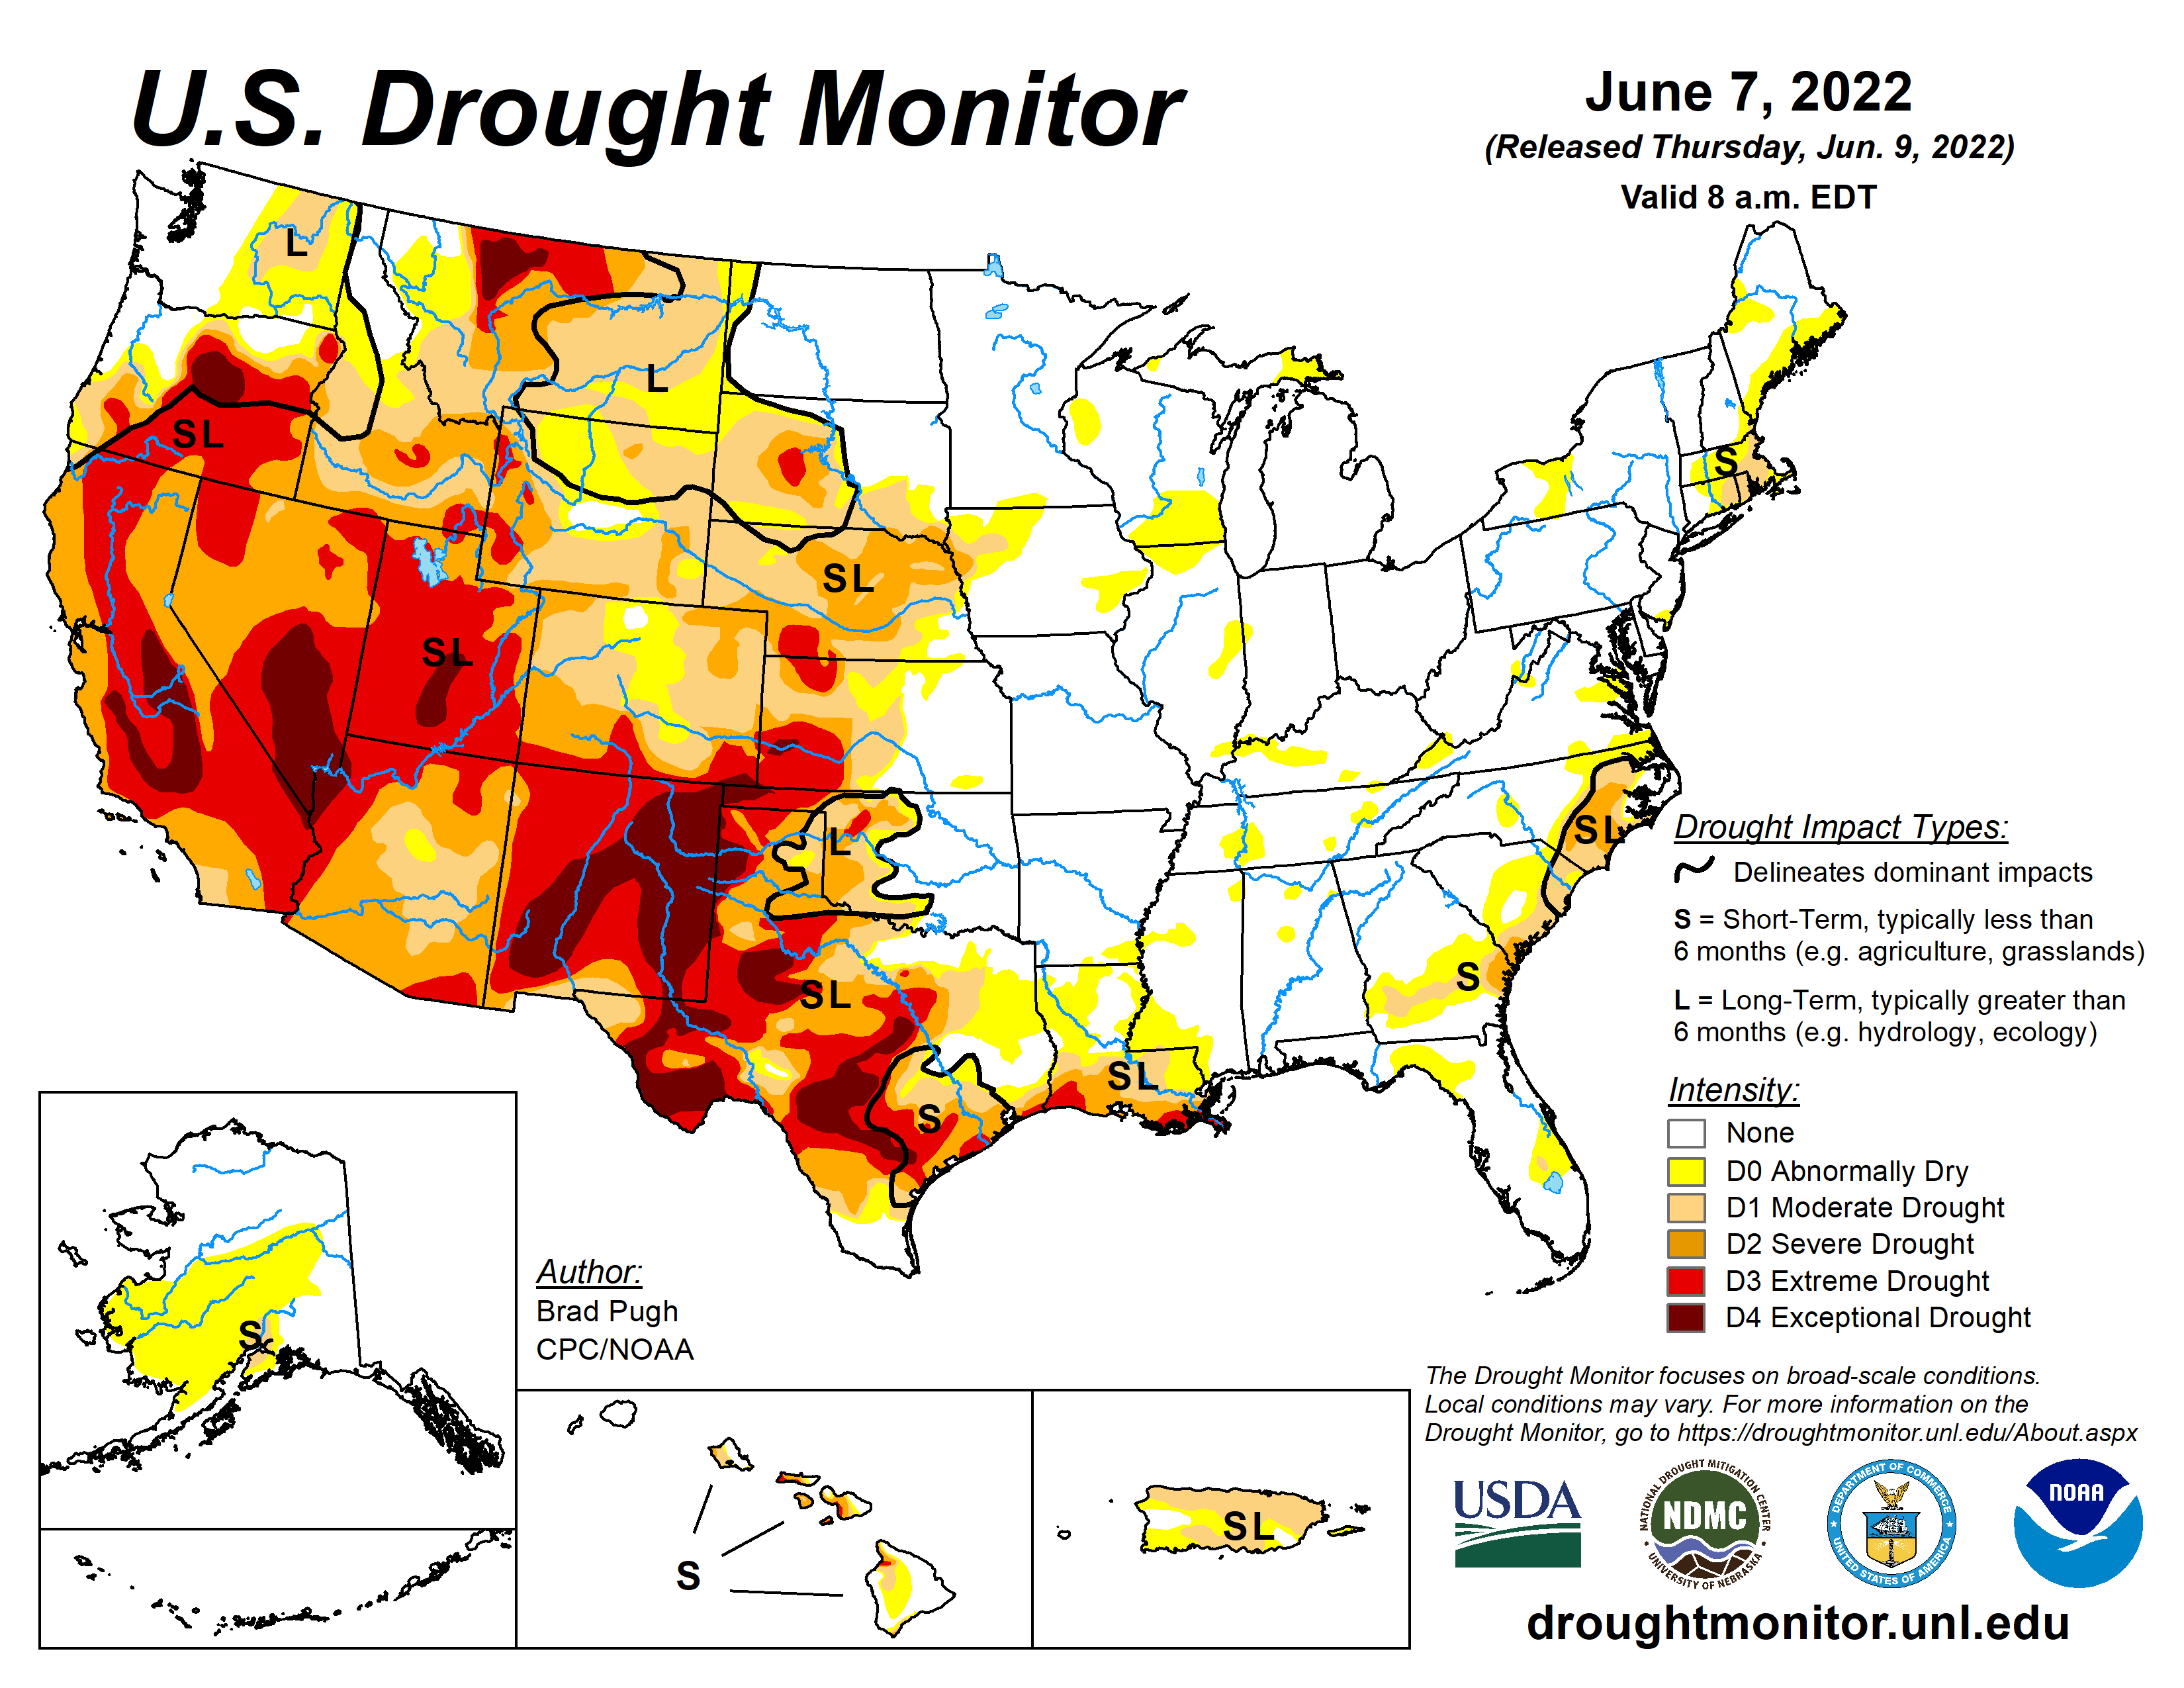 U.S. Drought Monitor
June 7, 2022
(Released Thursday, Jun. 9, 2022)
Valid 8 a.m. EDT
L
L
SL
S
SL
SL
L
SL
S
SL
SL
S
S
Drought Impact Types:
Delineates dominant impacts
S = Short-Term, typically less than
6 months (e.g. agriculture, grasslands)
L = Long-Term, typically greater than
6 months (e.g. hydrology, ecology)
Intensity:
None
D0 Abnormally Dry
D1 Moderate Drought
D2 Severe Drought
D3 Extreme Drought
D4 Exceptional Drought
S
Author:
Brad Pugh
CPC/NOAA
S
SL
The Drought Monitor focuses on broad-scale conditions.
Local conditions may vary. For more information on the
Drought Monitor, go to https://droughtmonitor.unl.edu/About.aspx
USDA
NATIONAL DROUGHT MITIGATION CENTER
NDMC
UNIVERSITY OF NEBRASKA
DEPARTMENT OF COMMERCE
UNITED STATES OF AMERICA
NOAA
droughtmonitor.unl.edu